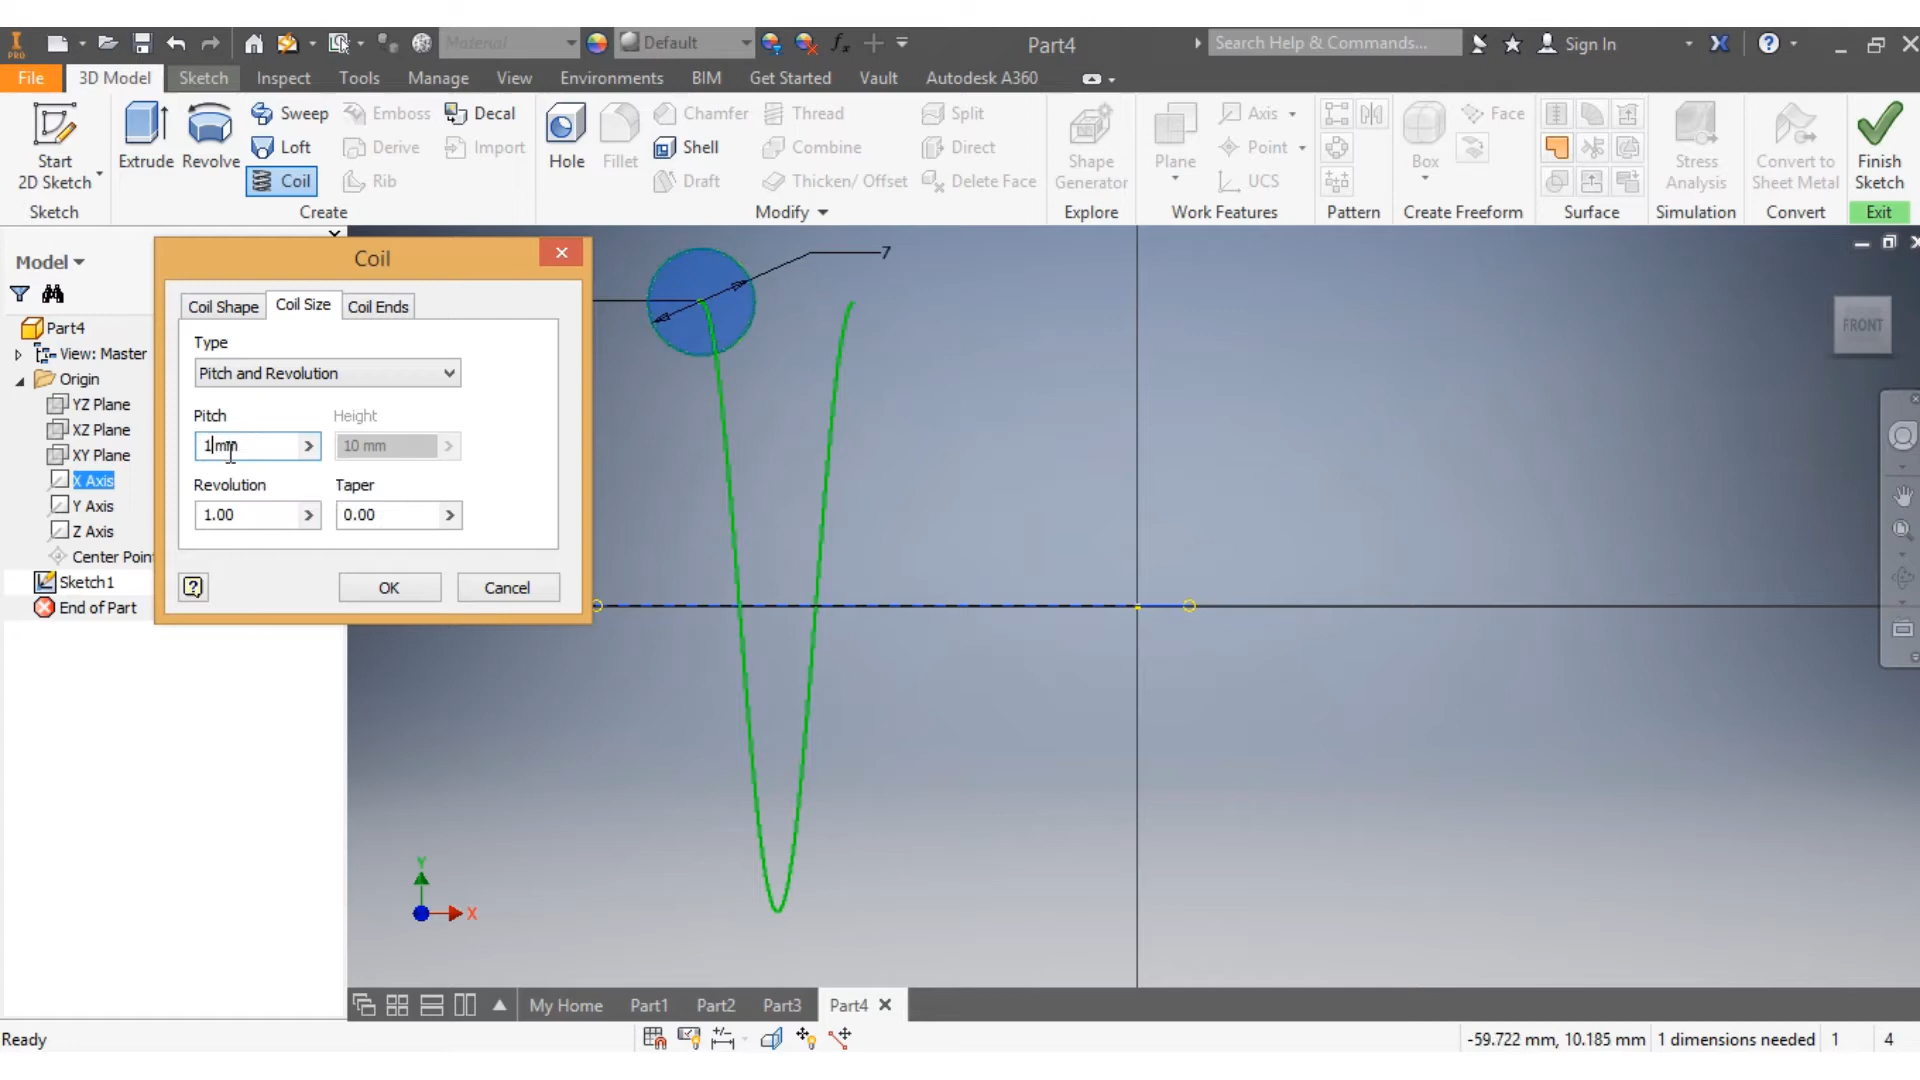 PRO Material Default Part4 Search Help & Commands... Sign In
File 3D Model Sketch Inspect Tools Manage View Environments BIM Get Started Vault Autodesk A360
Start 2D Sketch
Extrude Revolve
Sweep Emboss Decal
Loft Derive Import
Coil Rib
Hole Fillet
Chamfer Thread Split
Shell Combine Direct
Draft Thicken/ Offset Delete Face
Shape Generator
Plane
Axis
Point
UCS
Box
Face
Stress Analysis
Convert to Sheet Metal
Finish Sketch
Sketch Create Modify Explore Work Features Pattern Create Freeform Surface Simulation Convert Exit
Model
Part4
View: Master
Origin
YZ Plane
XZ Plane
XY Plane
X Axis
Y Axis
Z Axis
Center Poin
Sketch1
End of Part
Coil
Coil Shape Coil Size Coil Ends
Type
Pitch and Revolution
Pitch Height
1 mm 10 mm
Revolution Taper
1.00 0.00
OK Cancel
7
FRONT
Y
X
My Home Part1 Part2 Part3 Part4
Ready -59.722 mm, 10.185 mm 1 dimensions needed 1 4